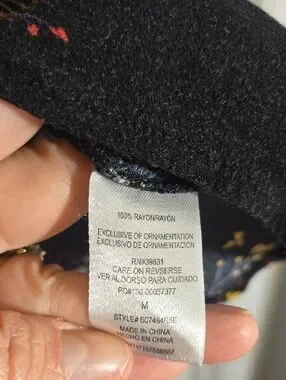 100% RAYON/RAYÓN
EXCLUSIVE OF ORNAMENTATION
EXCLUSIVO DE ORNAMENTACIÓN
RN#39831
CARE ON REVSERSE
VER AL DORSO PARA CUIDADO
M
MADE IN CHINA
HECHO EN CHINA